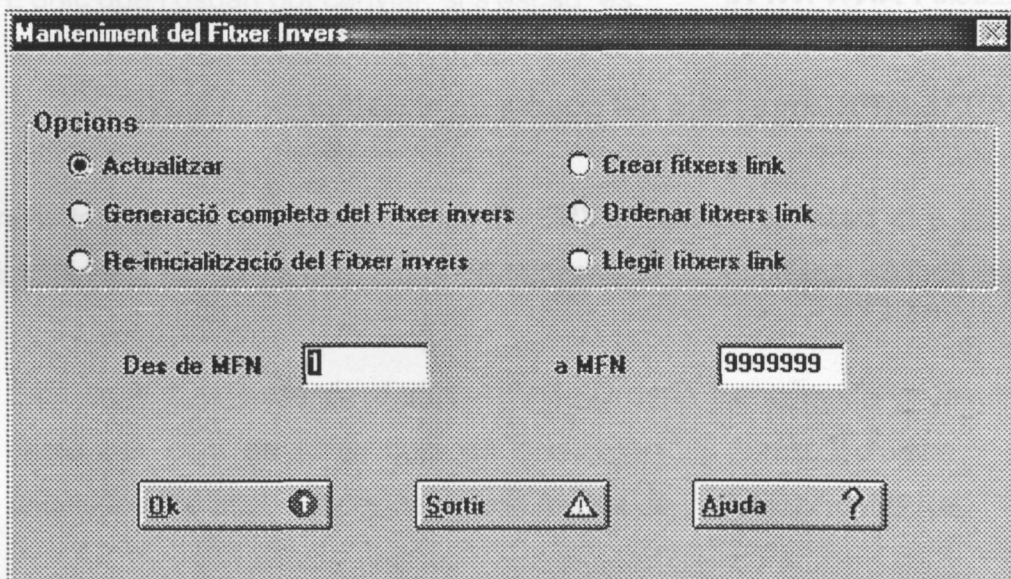 Manteniment del Fitxer Invers
Opcions
Actualitzar
Generació completa del Fitxer invers
Re-inicialització del Fitxer invers
Crear fitxers link
Ordenar fitxers link
Llegir fitxers link
Des de MFN 1 a MFN 9999999
Ok Sortir Ajuda ?